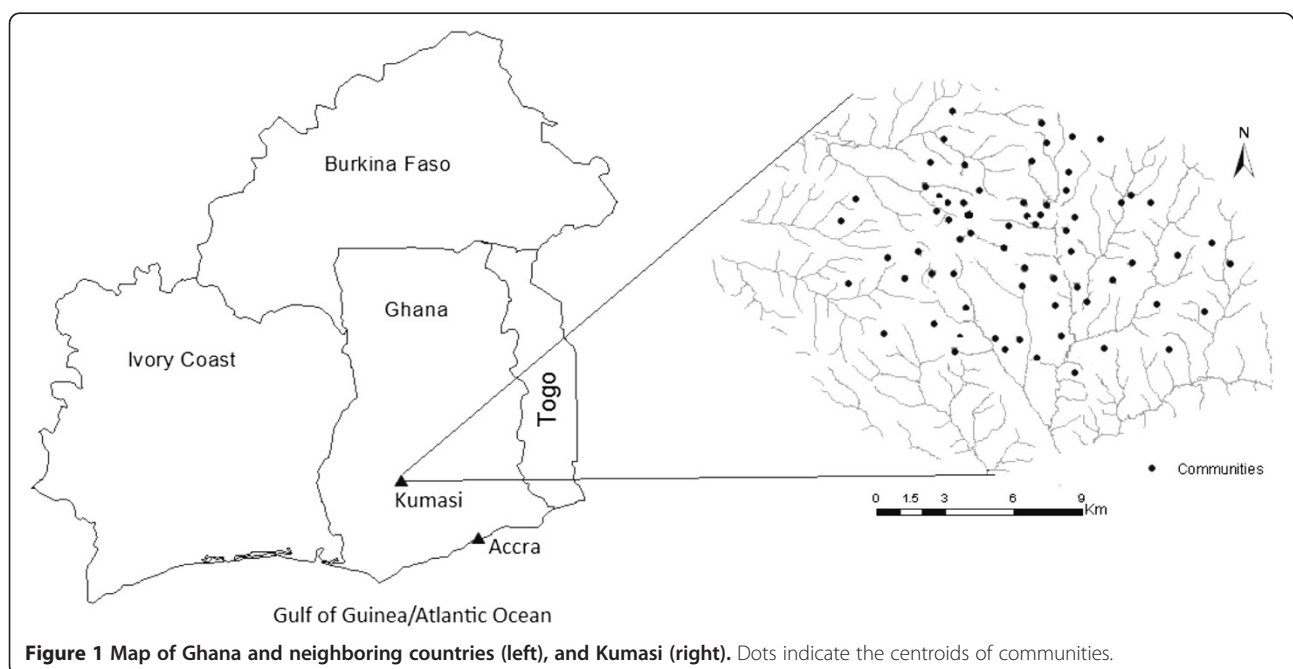 Burkina Faso
Ghana
Ivory Coast
Togo
Kumasi
Accra
Gulf of Guinea/Atlantic Ocean
N
Communities
0 1.5 3 6 9
Km
Figure 1 Map of Ghana and neighboring countries (left), and Kumasi (right). Dots indicate the centroids of communities.